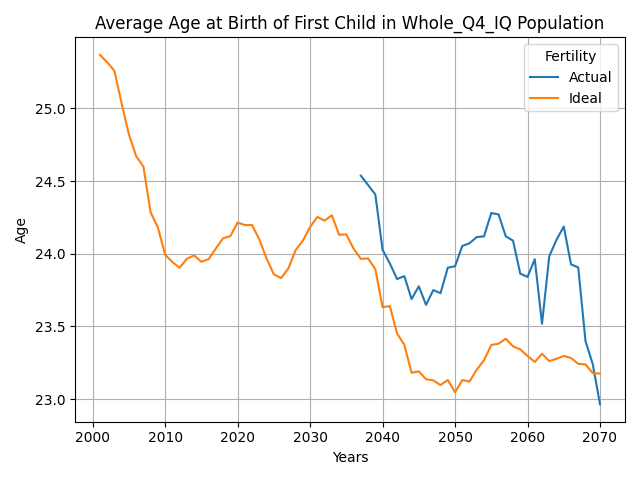 Average Age at Birth of First Child in Whole_Q4_IQ Population
Fertility
Actual
Ideal
25.0
24.5
24.0
23.5
23.0
Age
2000 2010 2020 2030 2040 2050 2060 2070
Years